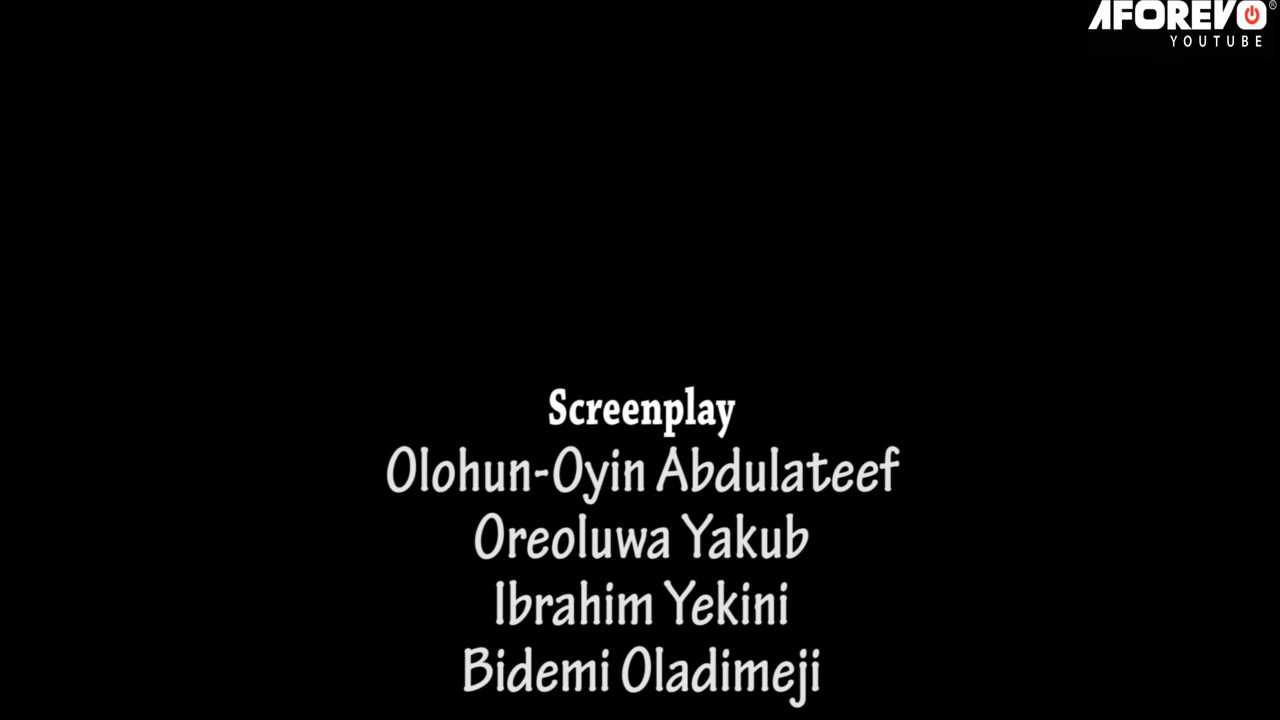 AFOREVO®
YOUTUBE
Screenplay
Olohun-Oyin Abdulateef
Oreoluwa Yakub
Ibrahim Yekini
Bidemi Oladimeji